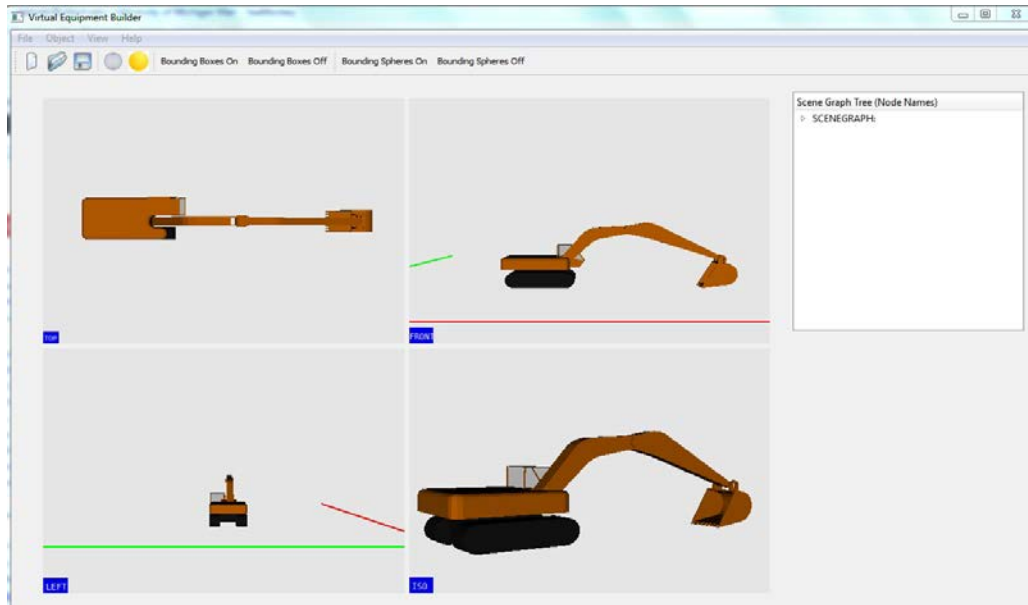 Virtual Equipment Builder
File Object View Help
Bounding Boxes On Bounding Boxes Off Bounding Spheres On Bounding Spheres Off
Scene Graph Tree (Node Names)
SCENEGRAPH:
TOP
FRONT
LEFT
ISO